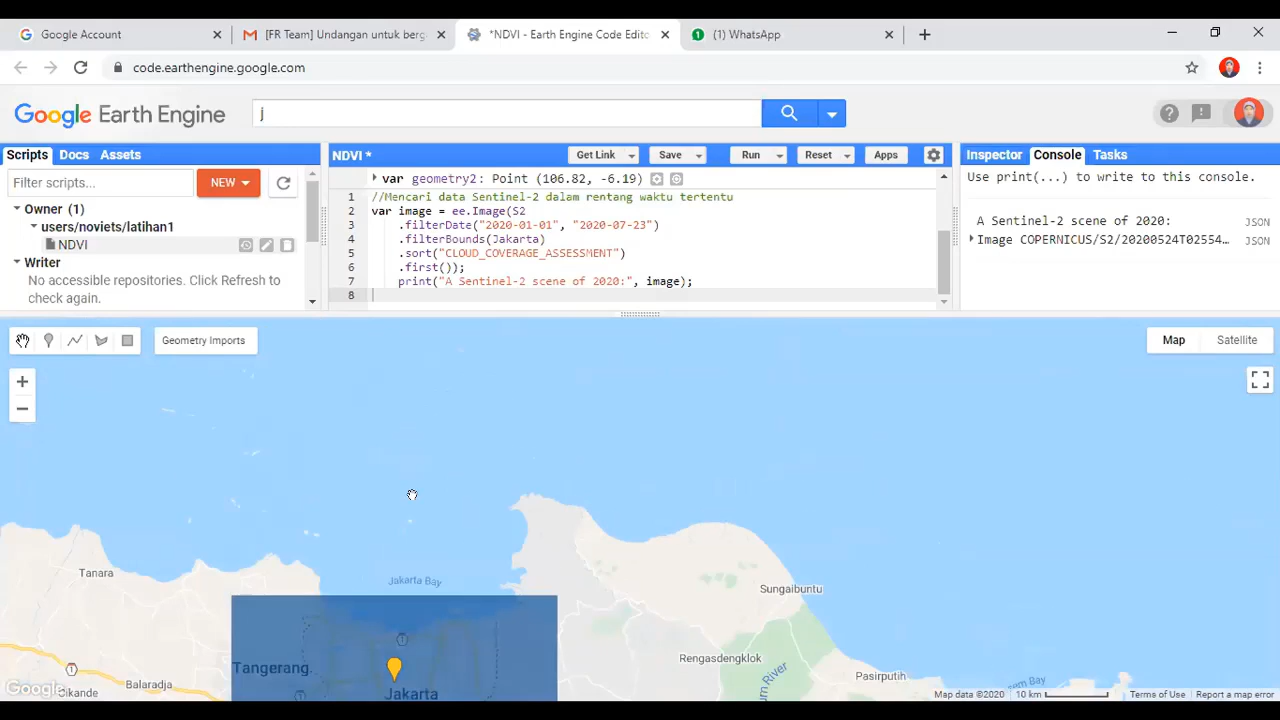 Google Account
[FR Team] Undangan untuk berg
*NDVI - Earth Engine Code Edito
(1) WhatsApp
code.earthengine.google.com
Google Earth Engine
j
Scripts
Docs
Assets
NDVI *
Get Link
Save
Run
Reset
Apps
Inspector
Console
Tasks
Filter scripts...
NEW
Owner (1)
users/noviets/latihan1
NDVI
Writer
No accessible repositories. Click Refresh to
check again.
var geometry2: Point (106.82, -6.19)
1 //Mencari data Sentinel-2 dalam rentang waktu tertentu
2 var image = ee.Image(S2
3 .filterDate("2020-01-01", "2020-07-23")
4 .filterBounds(Jakarta)
5 .sort("CLOUD_COVERAGE_ASSESSMENT")
6 .first());
7 print("A Sentinel-2 scene of 2020:", image);
8
Use print(...) to write to this console.
A Sentinel-2 scene of 2020:
JSON
Image COPERNICUS/S2/20200524T02554...
JSON
Geometry Imports
Map
Satellite
Tanara
Jakarta Bay
Sungaibuntu
1
Tangerang
1
Rengasdengklok
1
Balaradja
1
Jakarta
Pasirputih
Google
Cikande
Map data ©2020
10 km
Terms of Use
Report a map error